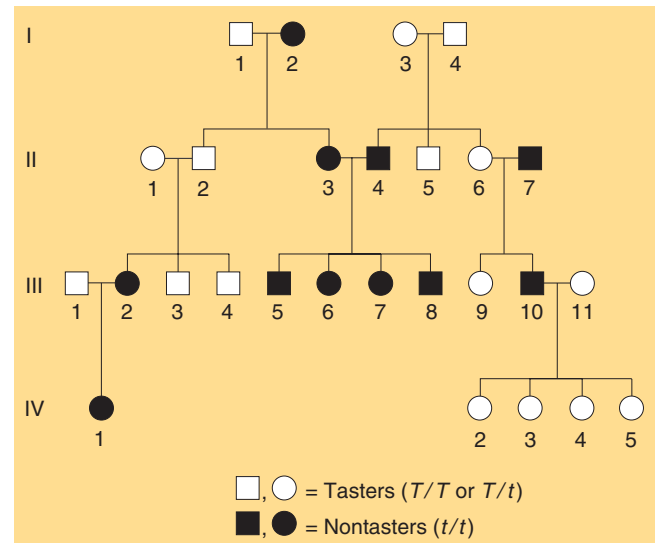 I
1 2 3 4
II
1 2 3 4 5 6 7
III
1 2 3 4 5 6 7 8 9 10 11
IV
1 2 3 4 5
, = Tasters (T/T or T/t)
, = Nontasters (t/t)